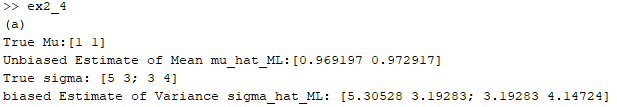 >> ex2_4
(a)
True Mu:[1 1]
Unbiased Estimate of Mean mu_hat_ML:[0.969197 0.972917]
True sigma: [5 3; 3 4]
biased Estimate of Variance sigma_hat_ML: [5.30528 3.19283; 3.19283 4.14724]